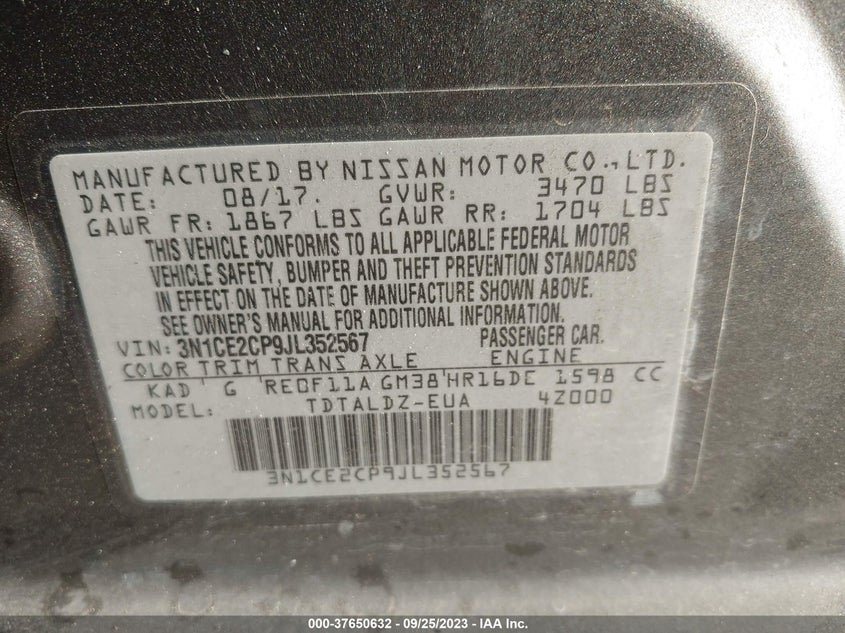 MANUFACTURED BY NISSAN MOTOR CO.,LTD.
DATE: 08/17. GVWR: 3470 LBS
GAWR FR: 1867 LBS GAWR RR: 1704 LBS
THIS VEHICLE CONFORMS TO ALL APPLICABLE FEDERAL MOTOR
VEHICLE SAFETY, BUMPER AND THEFT PREVENTION STANDARDS
IN EFFECT ON THE DATE OF MANUFACTURE SHOWN ABOVE.
SEE OWNER'S MANUAL FOR ADDITIONAL INFORMATION.
VIN: 3N1CE2CP9JL352567 PASSENGER CAR.
COLOR TRIM TRANS AXLE ENGINE
KAD G RE0F11A GM38 HR16DE 1598 CC
MODEL: TDTALDZ-EUA 4Z000
3N1CE2CP9JL352567
000-37650632 - 09/25/2023 - IAA Inc.